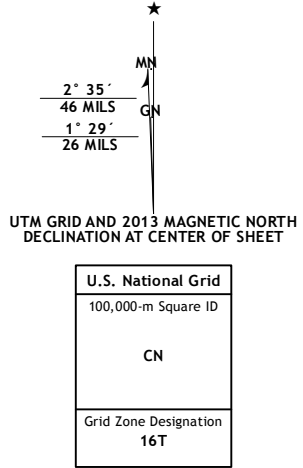 MN
2° 35´
46 MILS
GN
1° 29´
26 MILS
UTM GRID AND 2013 MAGNETIC NORTH
DECLINATION AT CENTER OF SHEET
U.S. National Grid
100,000-m Square ID
CN
Grid Zone Designation
16T